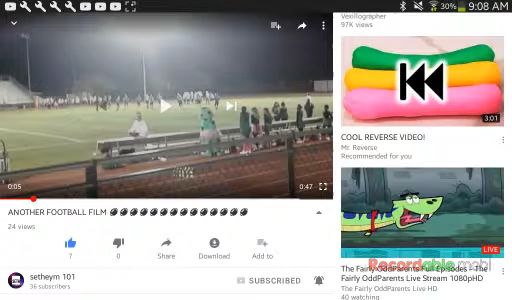 30%
9:08 AM
0:05
0:47
ANOTHER FOOTBALL FILM
24 views
7
0
Share
Download
Add to
setheym 101
36 subscribers
SUBSCRIBED
Vexillographer
97K views
3:01
COOL REVERSE VIDEO!
Mr. Reverse
Recommended for you
LIVE
Recordable.mobi
The Fairly OddParents Full Episodes - The
Fairly OddParents Live Stream 1080pHD
The Fairly OddParents Live HD
40 watching